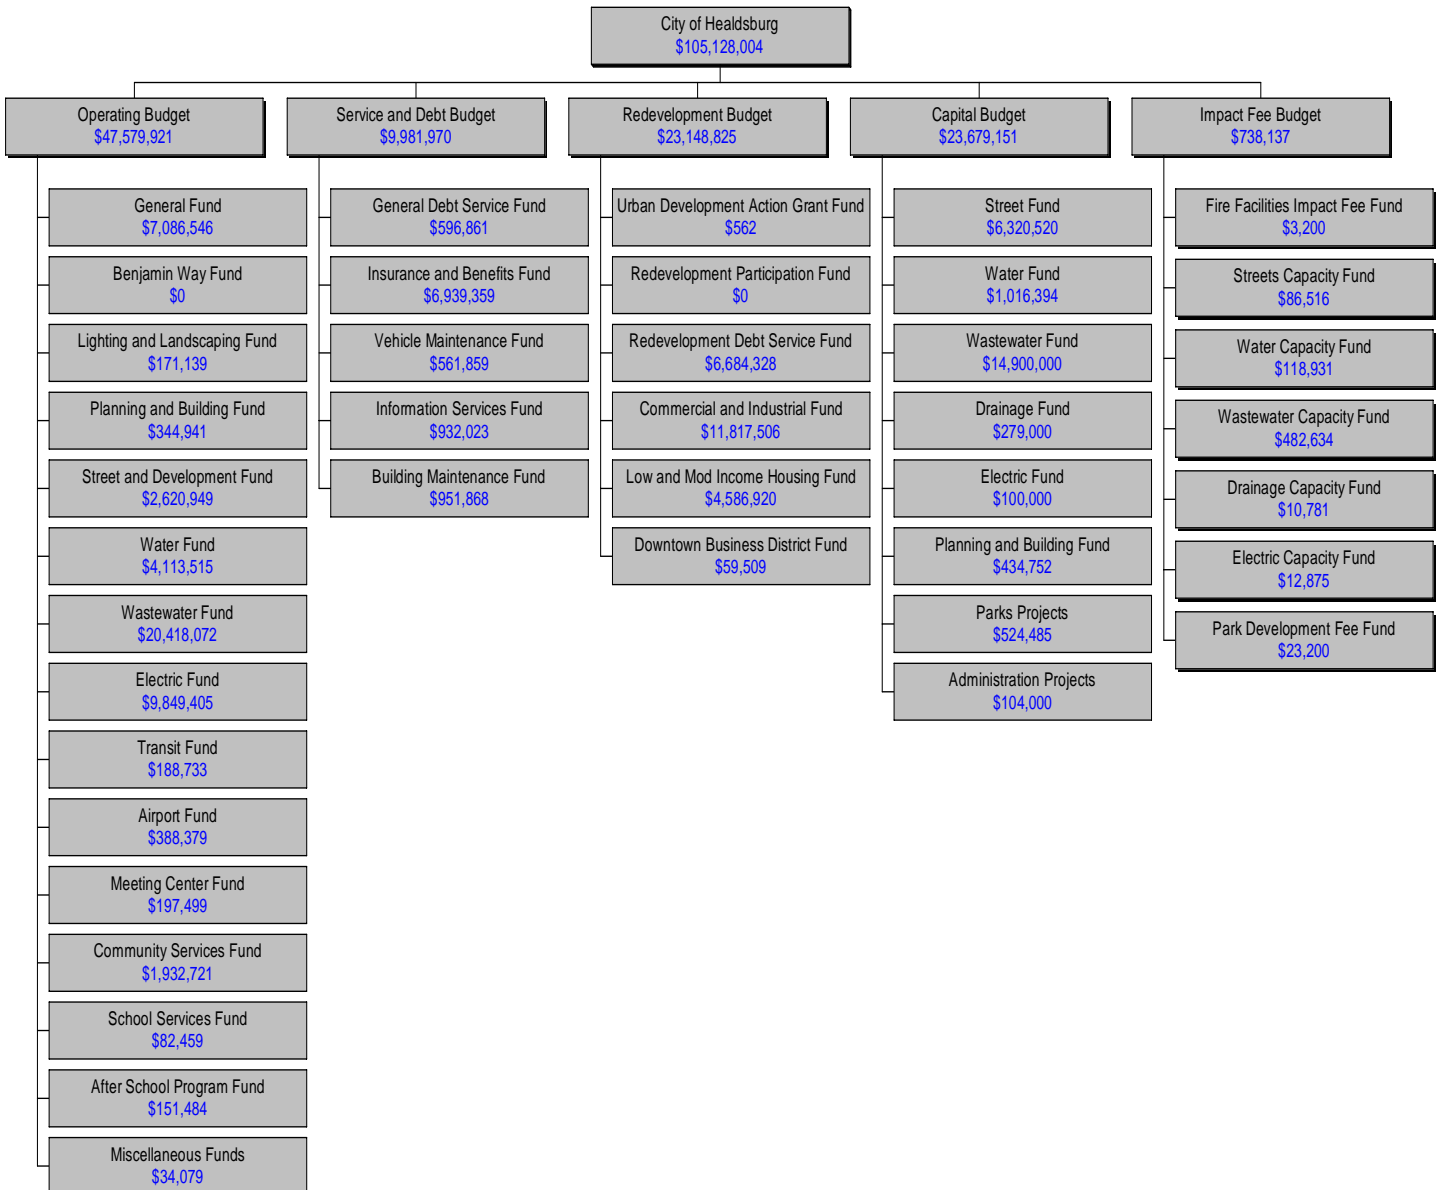 City of Healdsburg
$105,128,004
Operating Budget
$47,579,921
Service and Debt Budget
$9,981,970
Redevelopment Budget
$23,148,825
Capital Budget
$23,679,151
Impact Fee Budget
$738,137
General Fund
$7,086,546
Benjamin Way Fund
$0
Lighting and Landscaping Fund
$171,139
Planning and Building Fund
$344,941
Street and Development Fund
$2,620,949
Water Fund
$4,113,515
Wastewater Fund
$20,418,072
Electric Fund
$9,849,405
Transit Fund
$188,733
Airport Fund
$388,379
Meeting Center Fund
$197,499
Community Services Fund
$1,932,721
School Services Fund
$82,459
After School Program Fund
$151,484
Miscellaneous Funds
$34,079
General Debt Service Fund
$596,861
Insurance and Benefits Fund
$6,939,359
Vehicle Maintenance Fund
$561,859
Information Services Fund
$932,023
Building Maintenance Fund
$951,868
Urban Development Action Grant Fund
$562
Redevelopment Participation Fund
$0
Redevelopment Debt Service Fund
$6,684,328
Commercial and Industrial Fund
$11,817,506
Low and Mod Income Housing Fund
$4,586,920
Downtown Business District Fund
$59,509
Street Fund
$6,320,520
Water Fund
$1,016,394
Wastewater Fund
$14,900,000
Drainage Fund
$279,000
Electric Fund
$100,000
Planning and Building Fund
$434,752
Parks Projects
$524,485
Administration Projects
$104,000
Fire Facilities Impact Fee Fund
$3,200
Streets Capacity Fund
$86,516
Water Capacity Fund
$118,931
Wastewater Capacity Fund
$482,634
Drainage Capacity Fund
$10,781
Electric Capacity Fund
$12,875
Park Development Fee Fund
$23,200